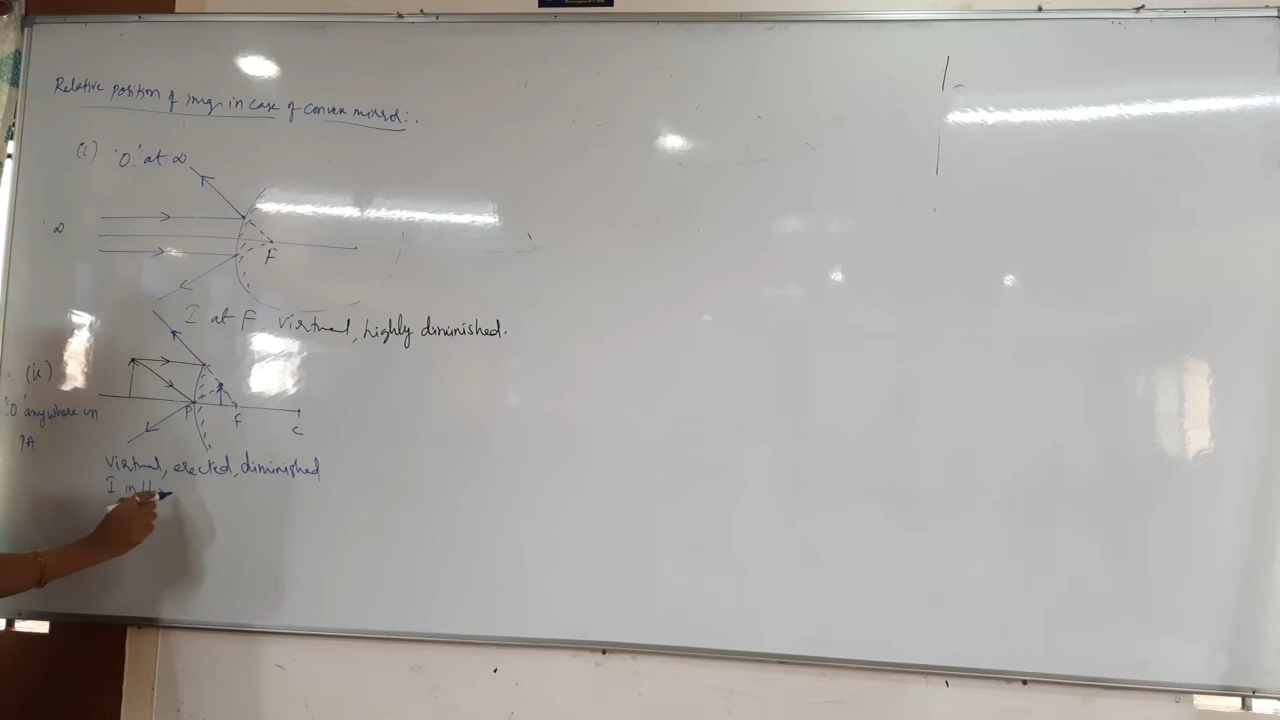 Relative position of img. in case of convex mirror:.
(i) 'O' at ∞
∞
F
I at F virtual, highly diminished.
(ii)
'O' anywhere in
PA
P
F
C
virtual, erected, diminished
I in